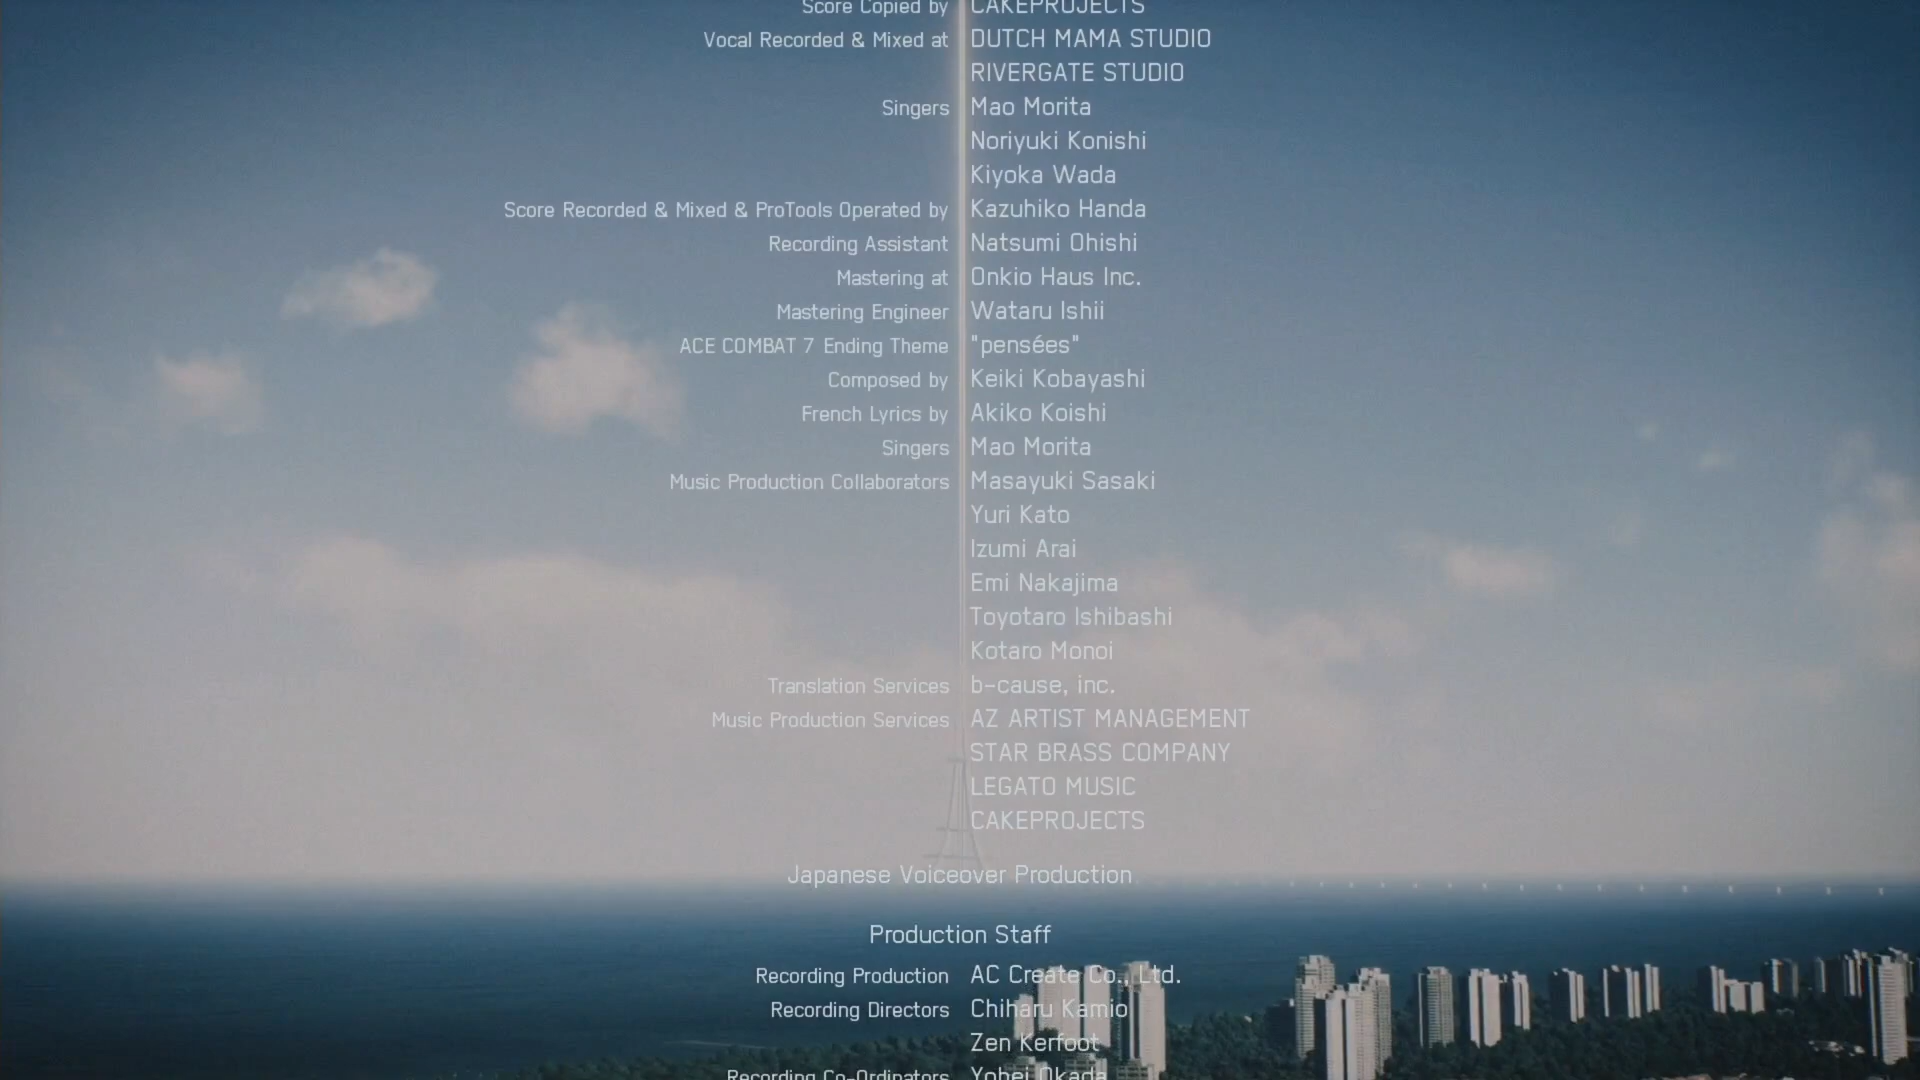 Score Copied by CAKEPROJECTS
Vocal Recorded & Mixed at DUTCH MAMA STUDIO
RIVERGATE STUDIO
Singers Mao Morita
Noriyuki Konishi
Kiyoka Wada
Score Recorded & Mixed & ProTools Operated by Kazuhiko Handa
Recording Assistant Natsumi Ohishi
Mastering at Onkio Haus Inc.
Mastering Engineer Wataru Ishii
ACE COMBAT 7 Ending Theme "pensées"
Composed by Keiki Kobayashi
French Lyrics by Akiko Koishi
Singers Mao Morita
Music Production Collaborators Masayuki Sasaki
Yuri Kato
Izumi Arai
Emi Nakajima
Toyotaro Ishibashi
Kotaro Monoi
Translation Services b-cause, inc.
Music Production Services AZ ARTIST MANAGEMENT
STAR BRASS COMPANY
LEGATO MUSIC
CAKEPROJECTS
Japanese Voiceover Production
Production Staff
Recording Production AC Create Co., Ltd.
Recording Directors Chiharu Kamio
Zen Kerfoot
Recording Co-Ordinators Yohei Okada